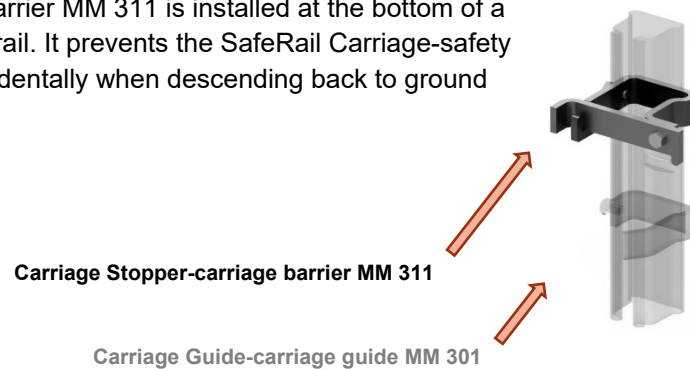 arrier MM 311 is installed at the bottom of a
rail. It prevents the SafeRail Carriage-safety
dentally when descending back to ground
Carriage Stopper-carriage barrier MM 311
Carriage Guide-carriage guide MM 301